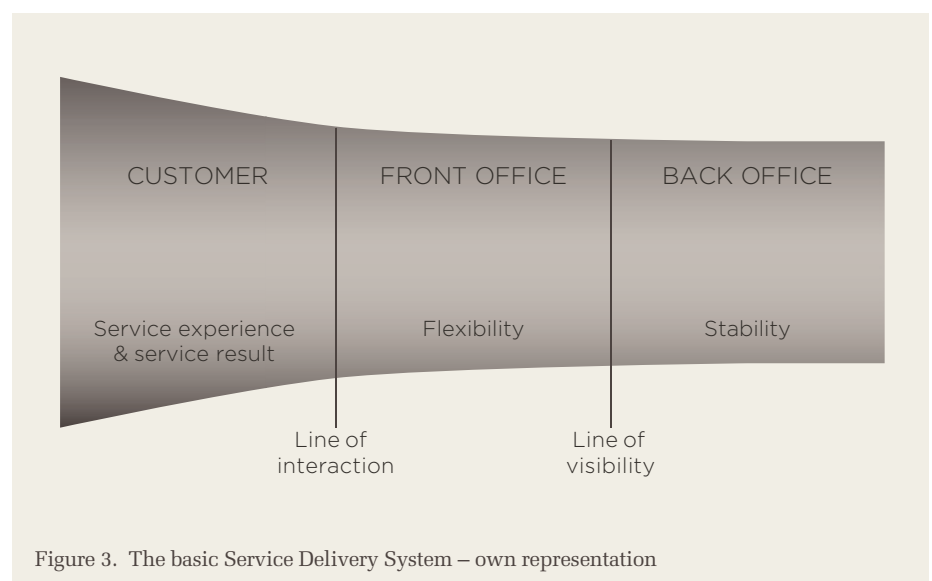 CUSTOMER
FRONT OFFICE
BACK OFFICE
Service experience
& service result
Flexibility
Stability
Line of
interaction
Line of
visibility
Figure 3. The basic Service Delivery System – own representation